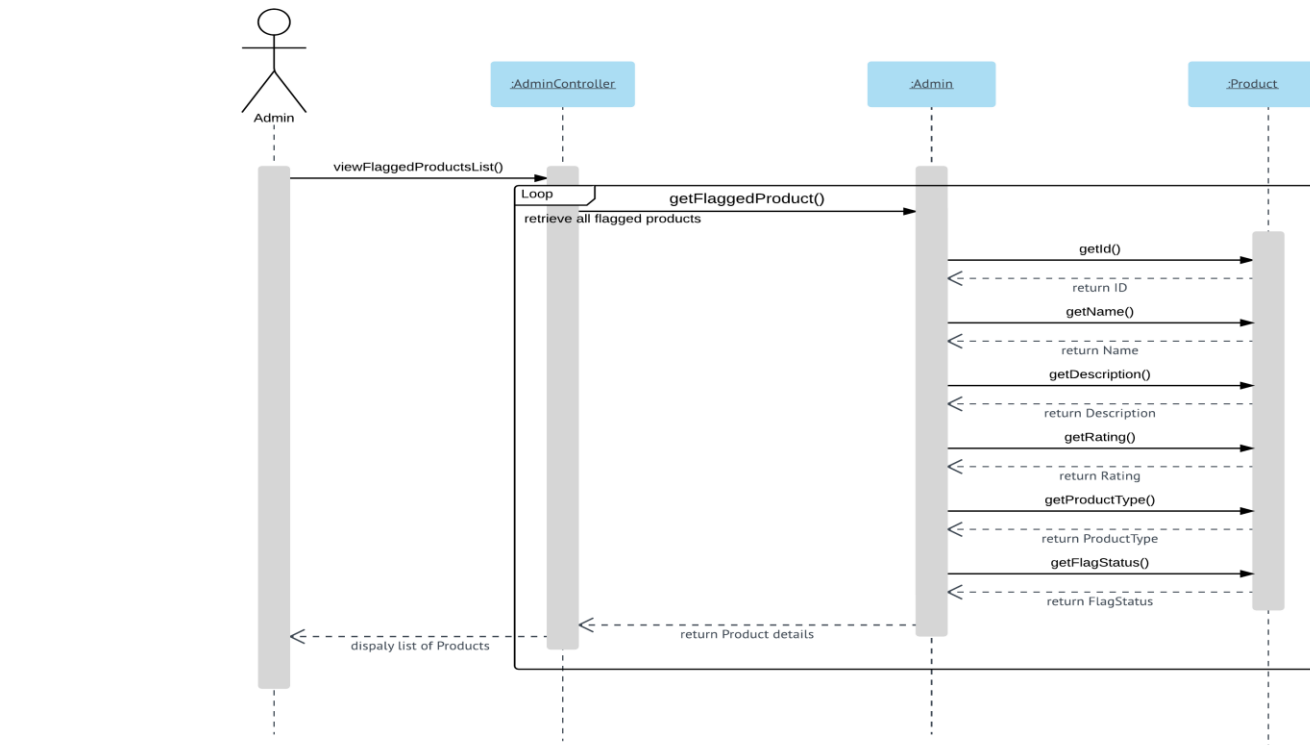 Admin
:AdminController
:Admin
:Product
viewFlaggedProductsList()
Loop
getFlaggedProduct()
retrieve all flagged products
getId()
return ID
getName()
return Name
getDescription()
return Description
getRating()
return Rating
getProductType()
return ProductType
getFlagStatus()
return FlagStatus
return Product details
dispaly list of Products